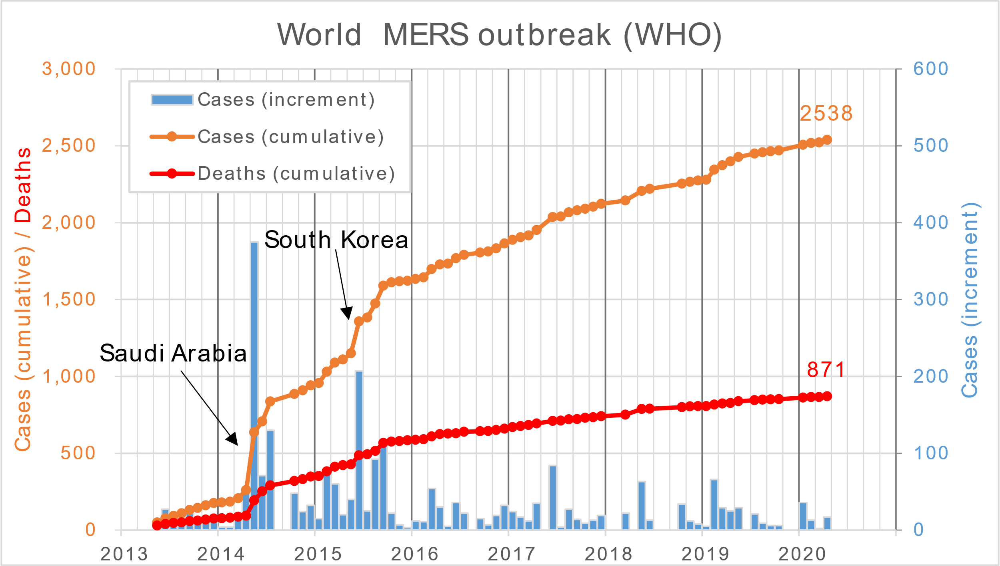 World MERS outbreak (WHO)
3,000
2,500
2,000
1,500
1,000
500
0
Cases (cumulative) / Deaths
600
500
400
300
200
100
0
Cases (increment)
Cases (increment)
Cases (cumulative)
Deaths (cumulative)
2538
South Korea
Saudi Arabia
871
2013 2014 2015 2016 2017 2018 2019 2020